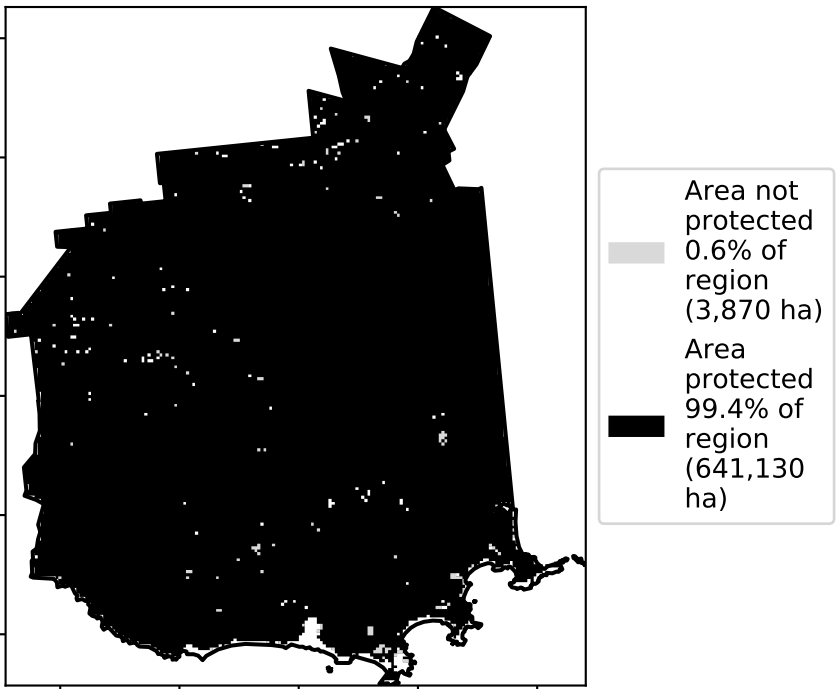 Area not
protected
0.6% of
region
(3,870 ha)
Area
protected
99.4% of
region
(641,130
ha)